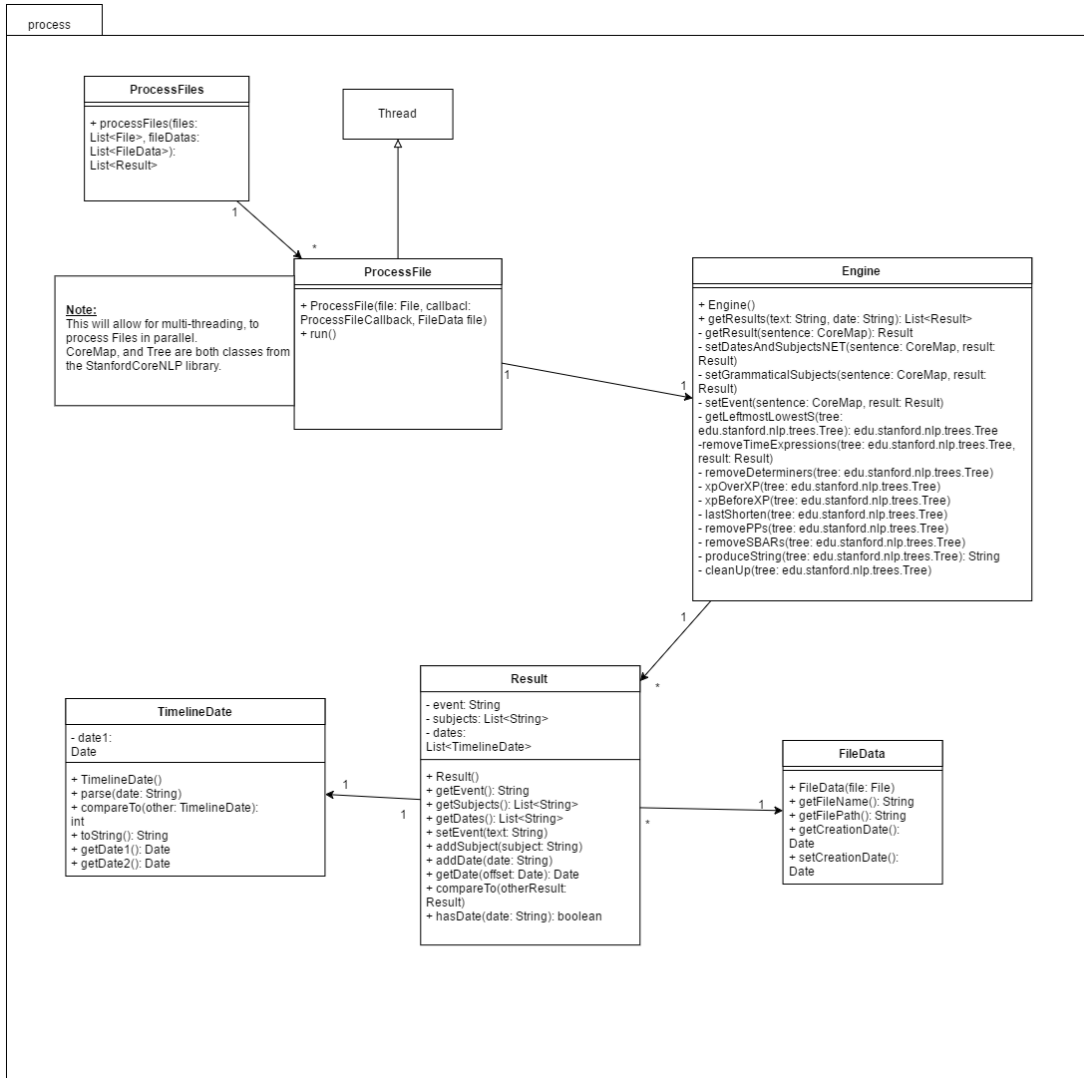 process
ProcessFiles
+ processFiles(files:
List<File>, fileDatas:
List<FileData>):
List<Result>
Thread
1
*
ProcessFile
+ ProcessFile(file: File, callbacl:
ProcessFileCallback, FileData file)
+ run()
Note:
This will allow for multi-threading, to
process Files in parallel.
CoreMap, and Tree are both classes from
the StanfordCoreNLP library.
1
1
Engine
+ Engine()
+ getResults(text: String, date: String): List<Result>
- getResult(sentence: CoreMap): Result
- setDatesAndSubjectsNET(sentence: CoreMap, result:
Result)
- setGrammaticalSubjects(sentence: CoreMap, result:
Result)
- setEvent(sentence: CoreMap, result: Result)
- getLeftmostLowestS(tree:
edu.stanford.nlp.trees.Tree): edu.stanford.nlp.trees.Tree
-removeTimeExpressions(tree: edu.stanford.nlp.trees.Tree,
result: Result)
- removeDeterminers(tree: edu.stanford.nlp.trees.Tree)
- xpOverXP(tree: edu.stanford.nlp.trees.Tree)
- xpBeforeXP(tree: edu.stanford.nlp.trees.Tree)
- lastShorten(tree: edu.stanford.nlp.trees.Tree)
- removePPs(tree: edu.stanford.nlp.trees.Tree)
- removeSBARs(tree: edu.stanford.nlp.trees.Tree)
- produceString(tree: edu.stanford.nlp.trees.Tree): String
- cleanUp(tree: edu.stanford.nlp.trees.Tree)
1
*
Result
- event: String
- subjects: List<String>
- dates:
List<TimelineDate>
+ Result()
+ getEvent(): String
+ getSubjects(): List<String>
+ getDates(): List<String>
+ setEvent(text: String)
+ addSubject(subject: String)
+ addDate(date: String)
+ getDate(offset: Date): Date
+ compareTo(otherResult:
Result)
+ hasDate(date: String): boolean
TimelineDate
- date1:
Date
+ TimelineDate()
+ parse(date: String)
+ compareTo(other: TimelineDate):
int
+ toString(): String
+ getDate1(): Date
+ getDate2(): Date
1
1
*
1
FileData
+ FileData(file: File)
+ getFileName(): String
+ getFilePath(): String
+ getCreationDate():
Date
+ setCreationDate():
Date